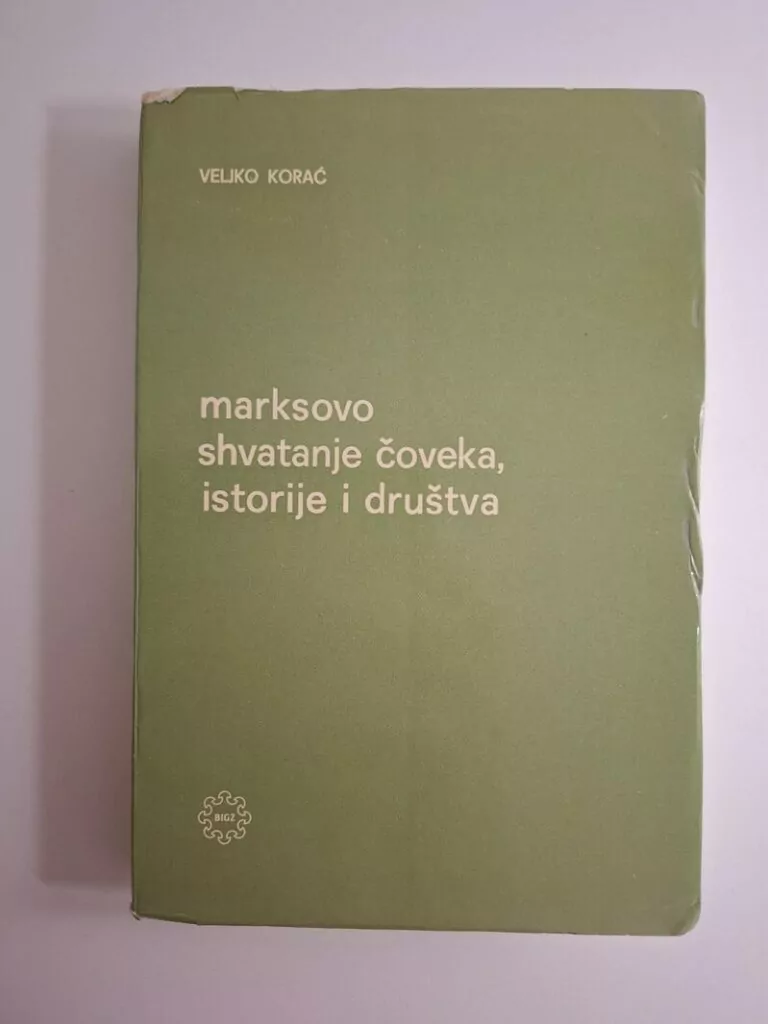 VELJKO KORAĆ
marksovo
shvatanje čoveka,
istorije i društva
BIGZ